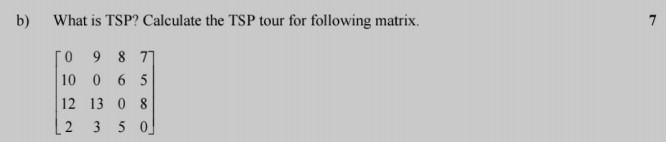 b) What is TSP? Calculate the TSP tour for following matrix. 7
0 9 8 7
10 0 6 5
12 13 0 8
2 3 5 0